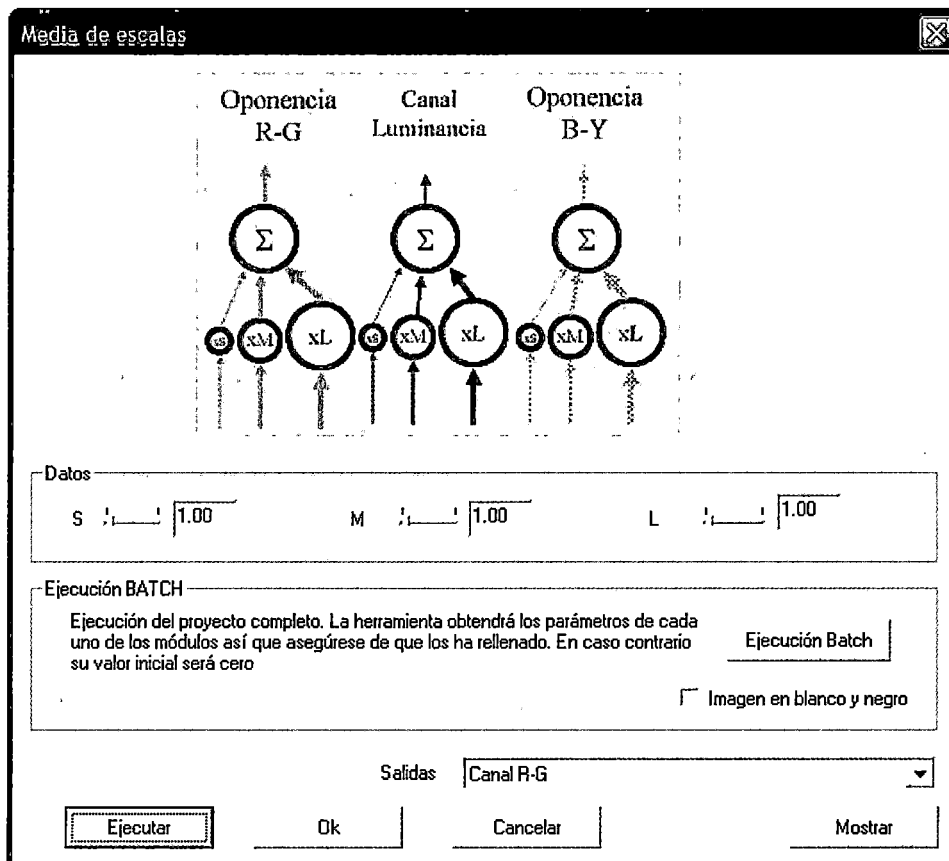 Media de escalas
Oponencia
R-G
Canal
Luminancia
Oponencia
B-Y
Σ Σ Σ
xS xM xL xS xM xL xS xM xL
Datos
S 1.00 M 1.00 L 1.00
Ejecución BATCH
Ejecución del proyecto completo. La herramienta obtendrá los parámetros de cada
uno de los módulos así que asegúrese de que los ha rellenado. En caso contrario
su valor inicial será cero
Ejecución Batch
Imagen en blanco y negro
Salidas Canal R-G
Ejecutar Ok Cancelar Mostrar